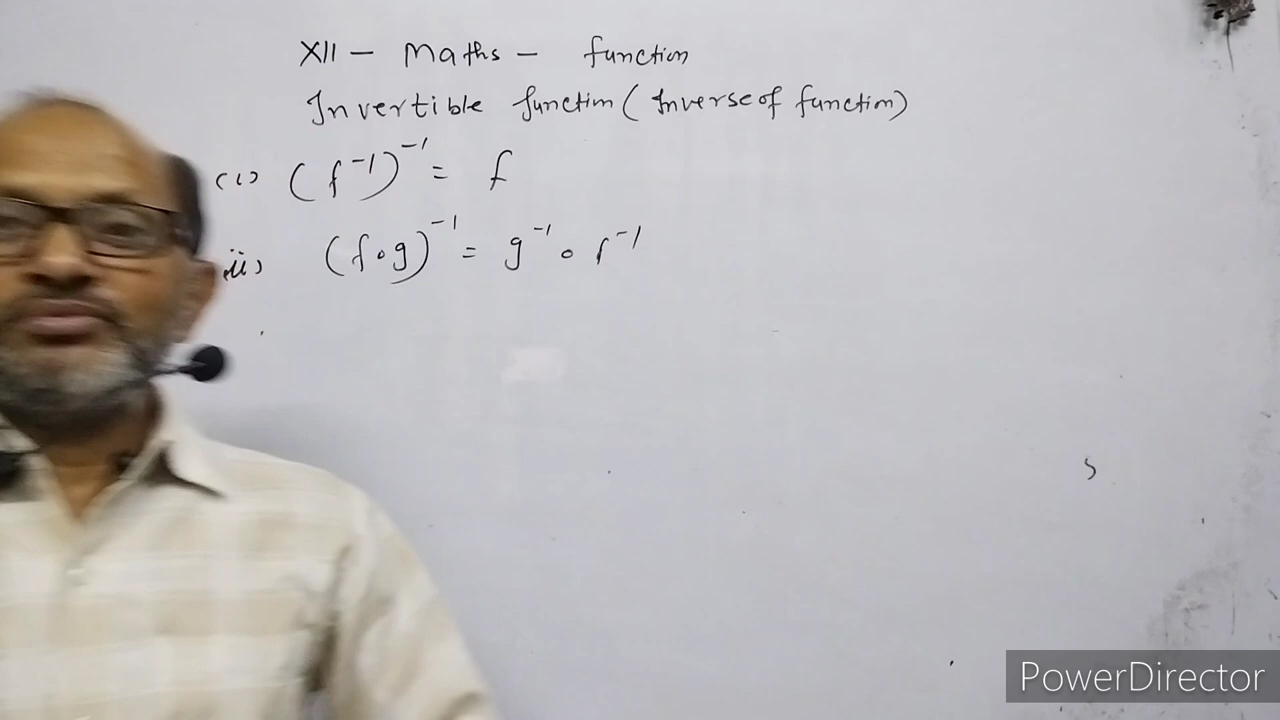 XII - Maths - function
Invertible function (Inverse of function)
(i) (f⁻¹)⁻¹ = f
ii) (f∘g)⁻¹ = g⁻¹ ∘ f⁻¹
PowerDirector